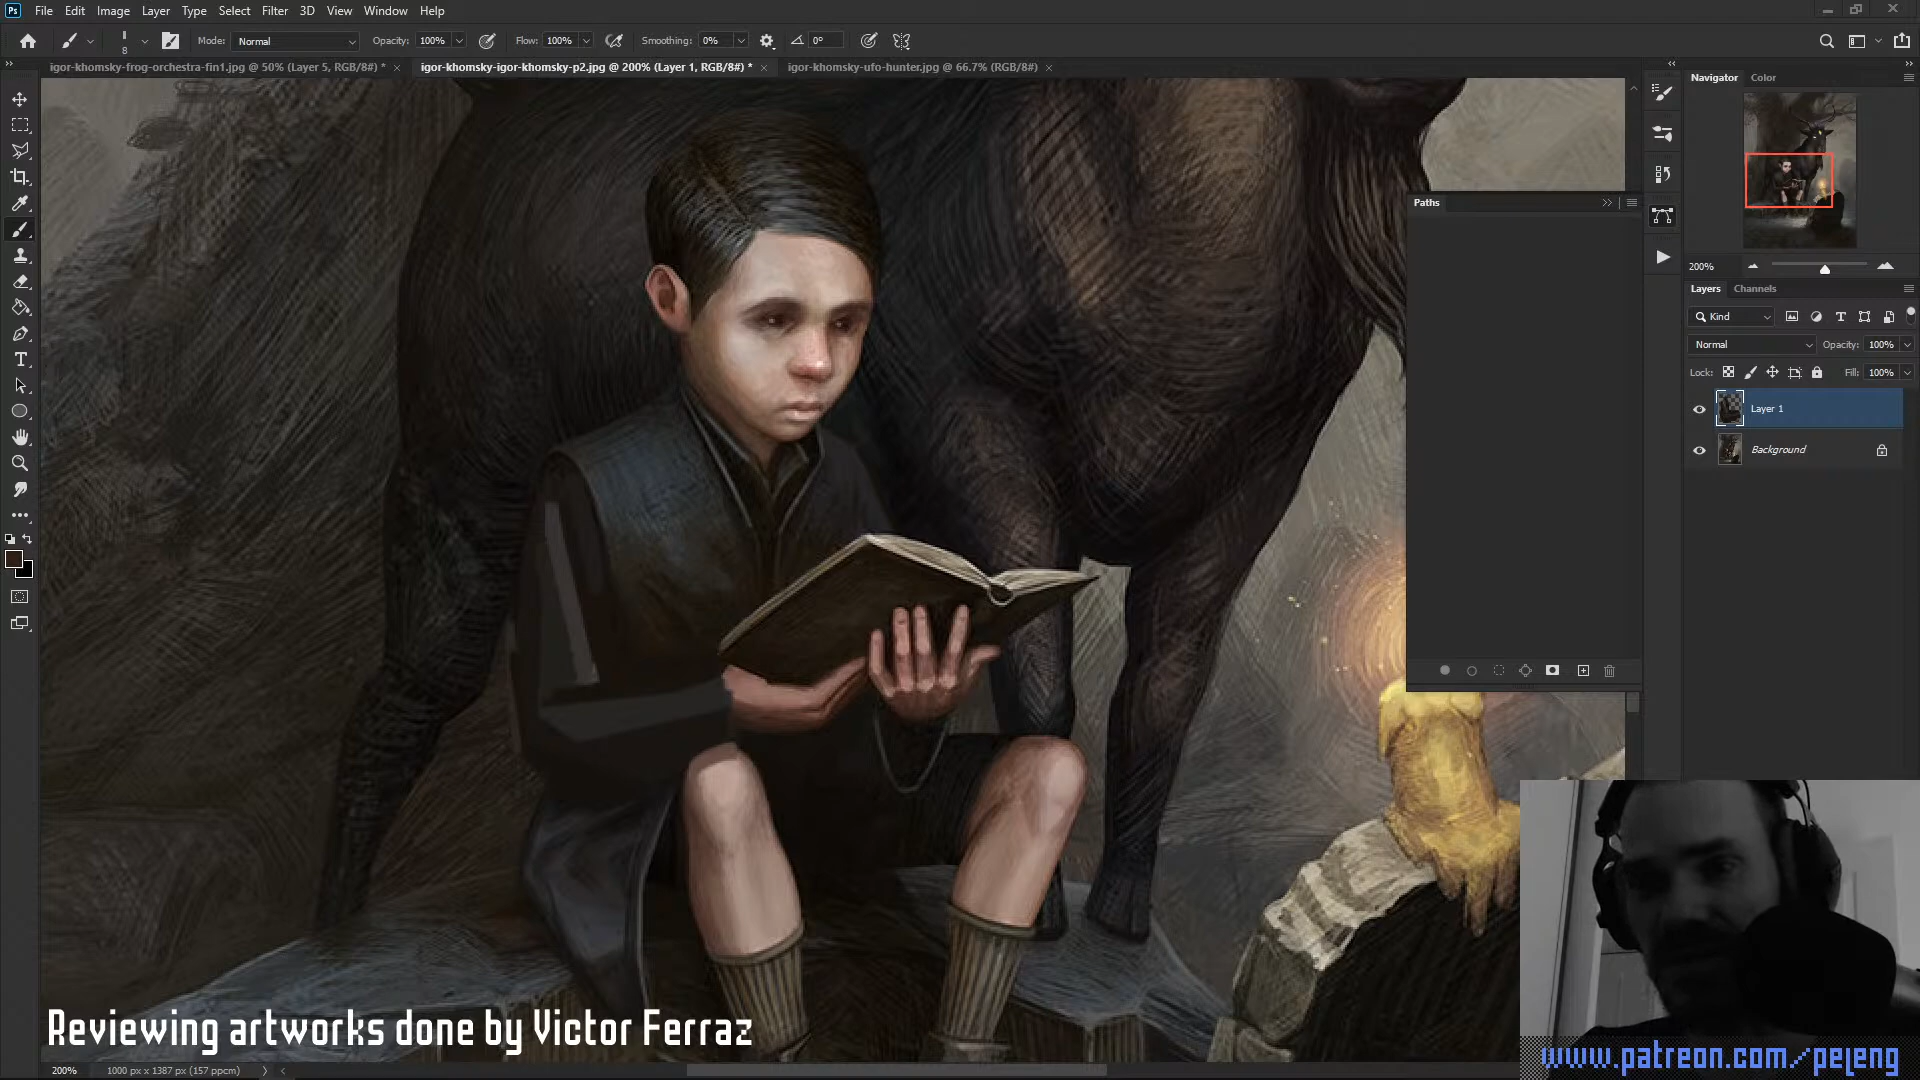 File Edit Image Layer Type Select Filter 3D View Window Help
8 Mode: Normal Opacity: 100% Flow: 100% Smoothing: 0% 0°
igor-khomsky-frog-orchestra-fin1.jpg @ 50% (Layer 5, RGB/8#) * × igor-khomsky-igor-khomsky-p2.jpg @ 200% (Layer 1, RGB/8#) * × igor-khomsky-ufo-hunter.jpg @ 66.7% (RGB/8#) ×
Navigator Color
Paths
200%
Layers Channels
Kind
Normal Opacity: 100%
Lock: Fill: 100%
Layer 1
Background
Reviewing artworks done by Victor Ferraz
www.patreon.com/peleng
200% 1000 px x 1387 px (157 ppcm)